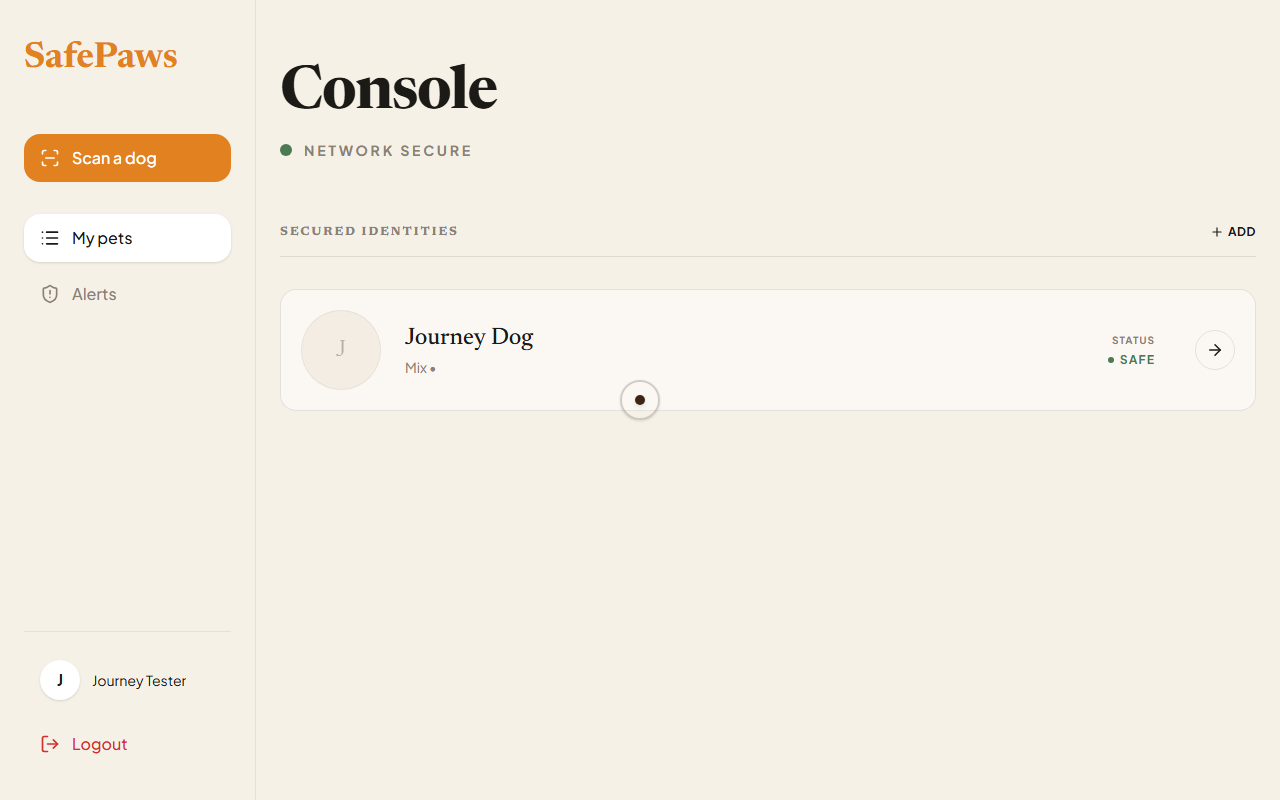 SafePaws
Scan a dog
My pets
Alerts
Journey Tester
J
Logout
Console
NETWORK SECURE
SECURED IDENTITIES
+ ADD
J
Journey Dog
Mix •
STATUS
SAFE